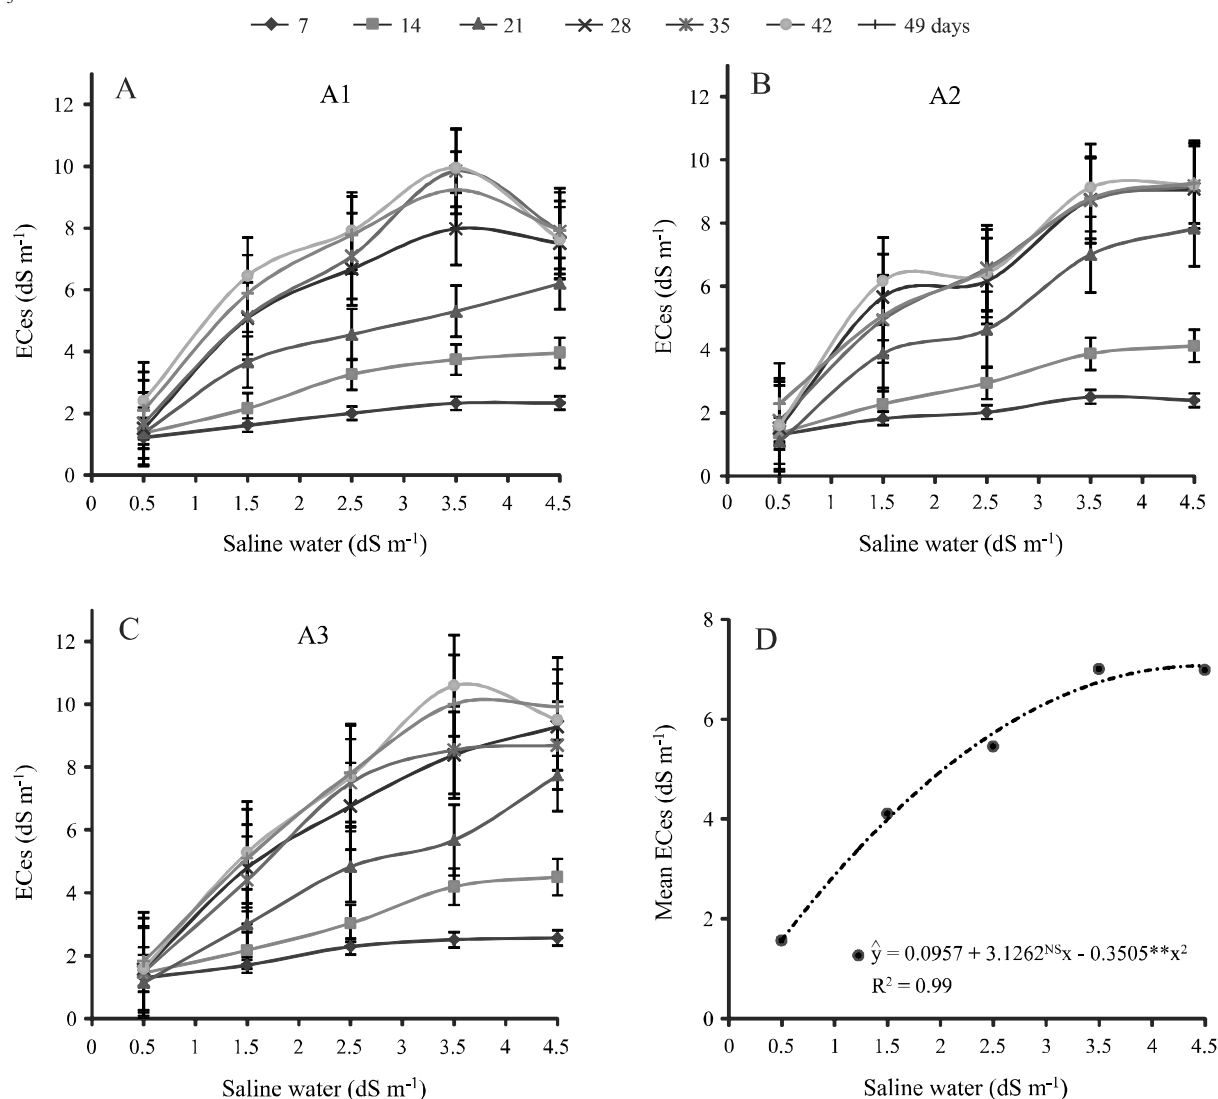 7 14 21 28 35 42 49 days
A
A1
12
10
8
6
4
2
0
ECes (dS m⁻¹)
0 0.5 1 1.5 2 2.5 3 3.5 4 4.5
Saline water (dS m⁻¹)
B
A2
12
10
8
6
4
2
0
ECes (dS m⁻¹)
0 0.5 1 1.5 2 2.5 3 3.5 4 4.5
Saline water (dS m⁻¹)
C
A3
12
10
8
6
4
2
0
ECes (dS m⁻¹)
0 0.5 1 1.5 2 2.5 3 3.5 4 4.5
Saline water (dS m⁻¹)
D
8
6
4
2
0
Mean ECes (dS m⁻¹)
ŷ = 0.0957 + 3.1262ᴺˢx - 0.3505**x²
R² = 0.99
0 0.5 1 1.5 2 2.5 3 3.5 4 4.5
Saline water (dS m⁻¹)